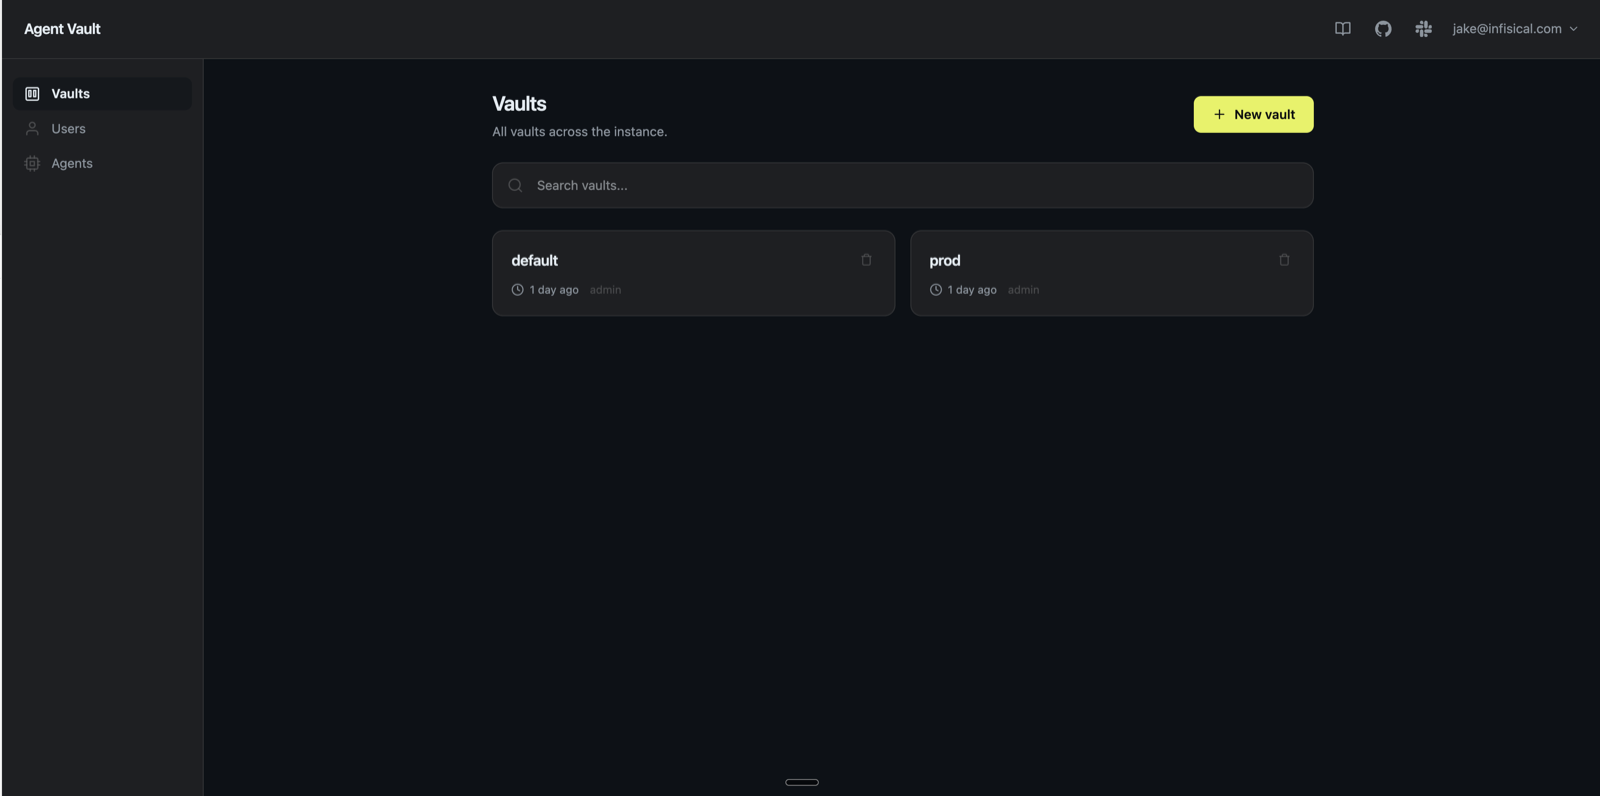 Agent Vault
jake@infisical.com
Vaults
Users
Agents
Vaults
All vaults across the instance.
New vault
Search vaults...
default
1 day ago admin
prod
1 day ago admin